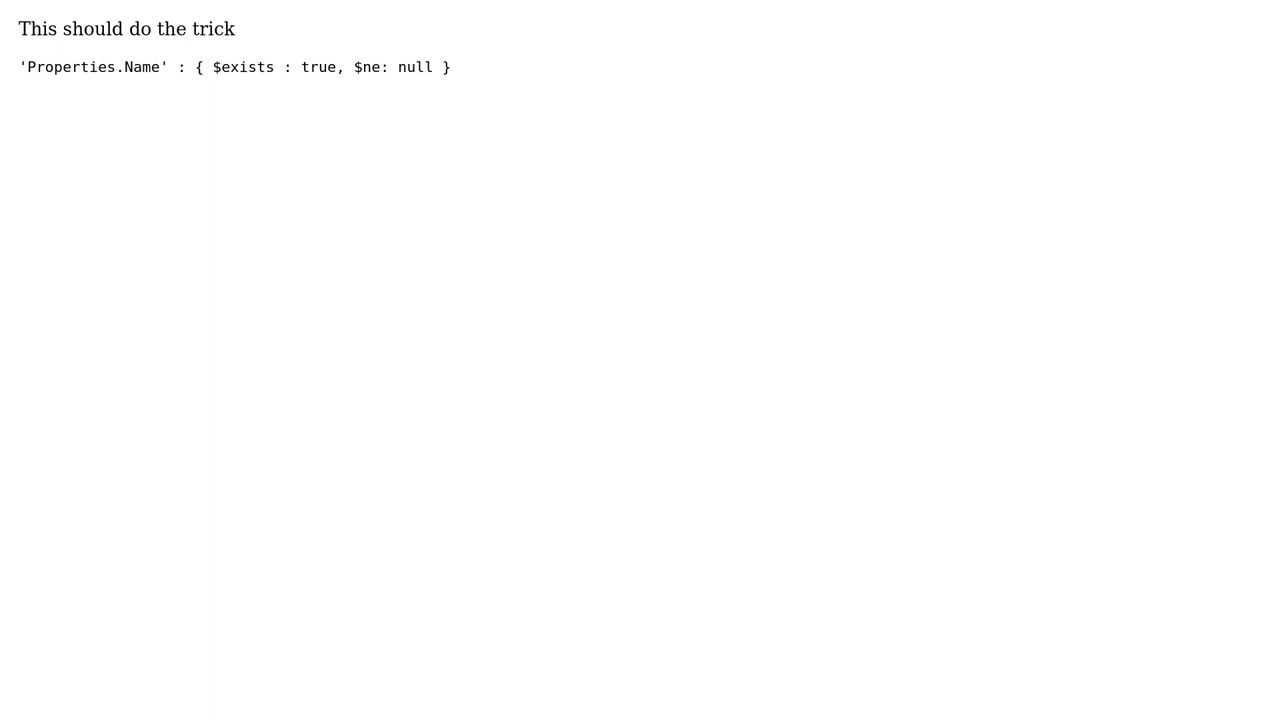 This should do the trick
'Properties.Name' : { $exists : true, $ne: null }